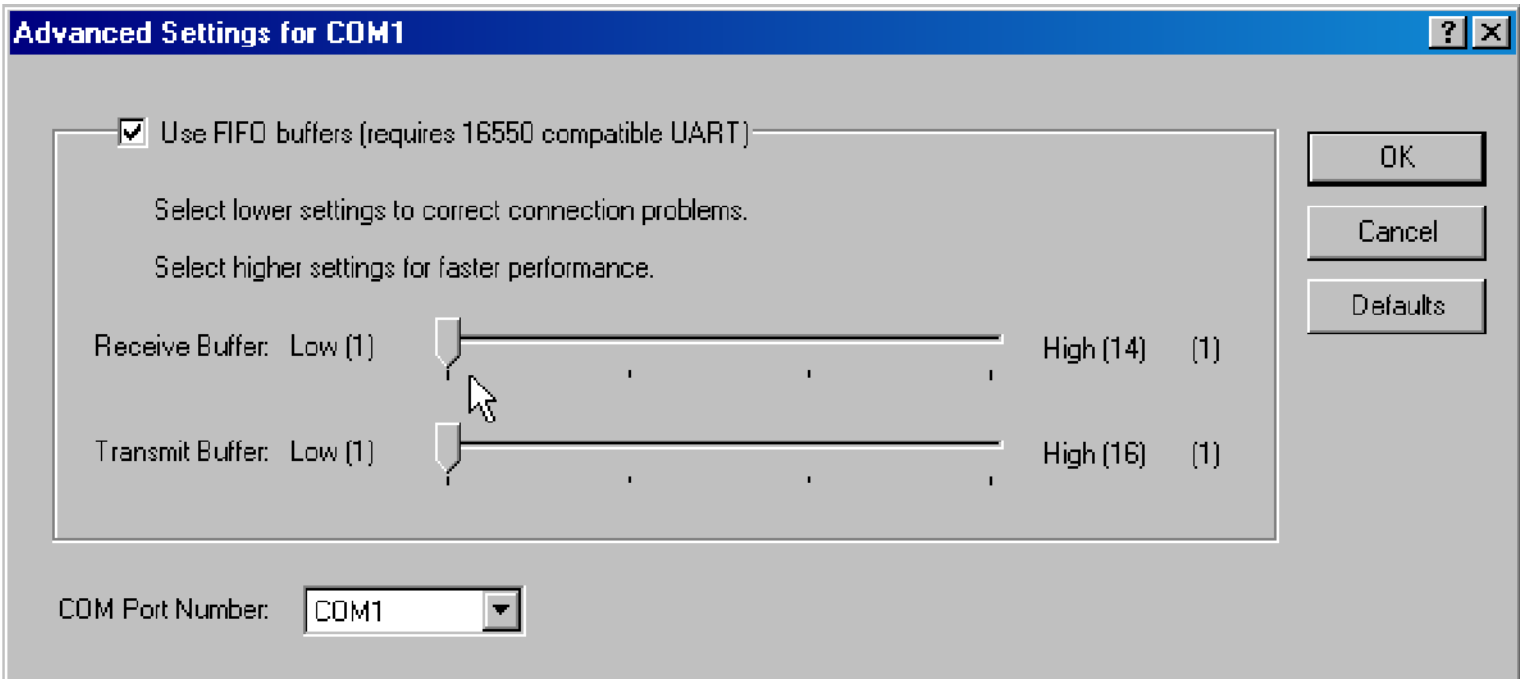 Advanced Settings for COM1
Use FIFO buffers (requires 16550 compatible UART)
OK
Select lower settings to correct connection problems.
Cancel
Select higher settings for faster performance.
Defaults
Receive Buffer: Low (1) High (14) (1)
Transmit Buffer: Low (1) High (16) (1)
COM Port Number: COM1